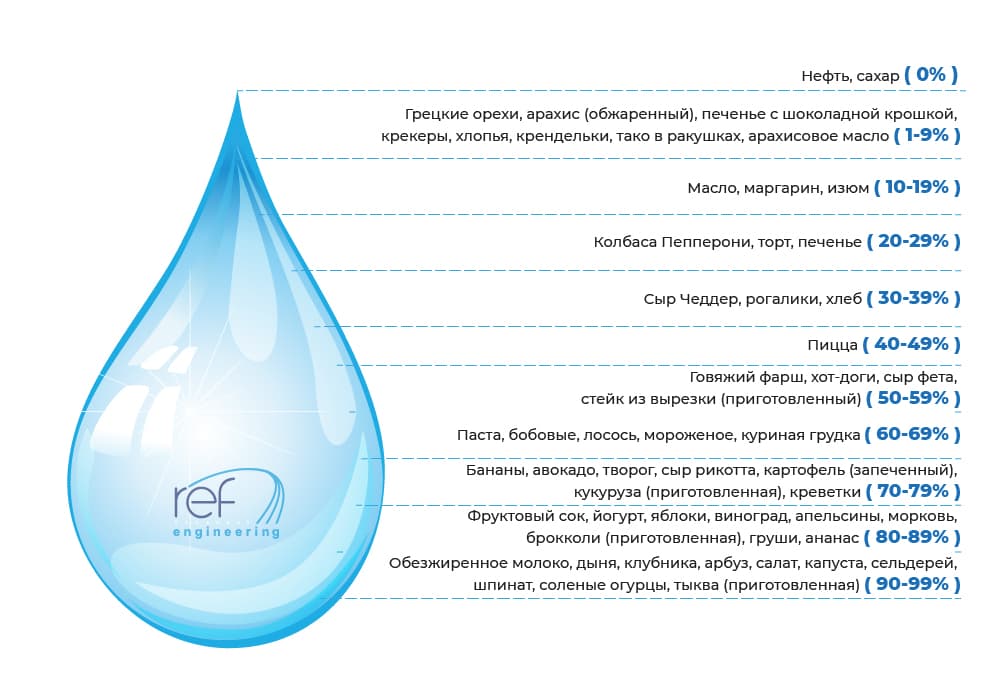 Нефть, сахар ( 0% )
Грецкие орехи, арахис (обжаренный), печенье с шоколадной крошкой,
крекеры, хлопья, крендельки, тако в ракушках, арахисовое масло ( 1-9% )
Масло, маргарин, изюм ( 10-19% )
Колбаса Пепперони, торт, печенье ( 20-29% )
Сыр Чеддер, рогалики, хлеб ( 30-39% )
Пицца ( 40-49% )
Говяжий фарш, хот-доги, сыр фета,
стейк из вырезки (приготовленный) ( 50-59% )
Паста, бобовые, лосось, мороженое, куриная грудка ( 60-69% )
Бананы, авокадо, творог, сыр рикотта, картофель (запеченный),
кукуруза (приготовленная), креветки ( 70-79% )
Фруктовый сок, йогурт, яблоки, виноград, апельсины, морковь,
брокколи (приготовленная), груши, ананас ( 80-89% )
Обезжиренное молоко, дыня, клубника, арбуз, салат, капуста, сельдерей,
шпинат, соленые огурцы, тыква (приготовленная) ( 90-99% )
ref
engineering